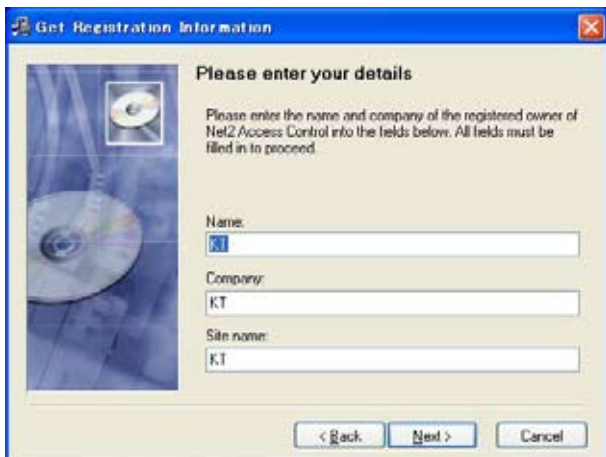 Get Registration Information
Please enter your details
Please enter the name and company of the registered owner of
Net2 Access Control into the fields below. All fields must be
filled in to proceed.
Name:
KT
Company:
KT
Site name:
KT
< Back
Next >
Cancel